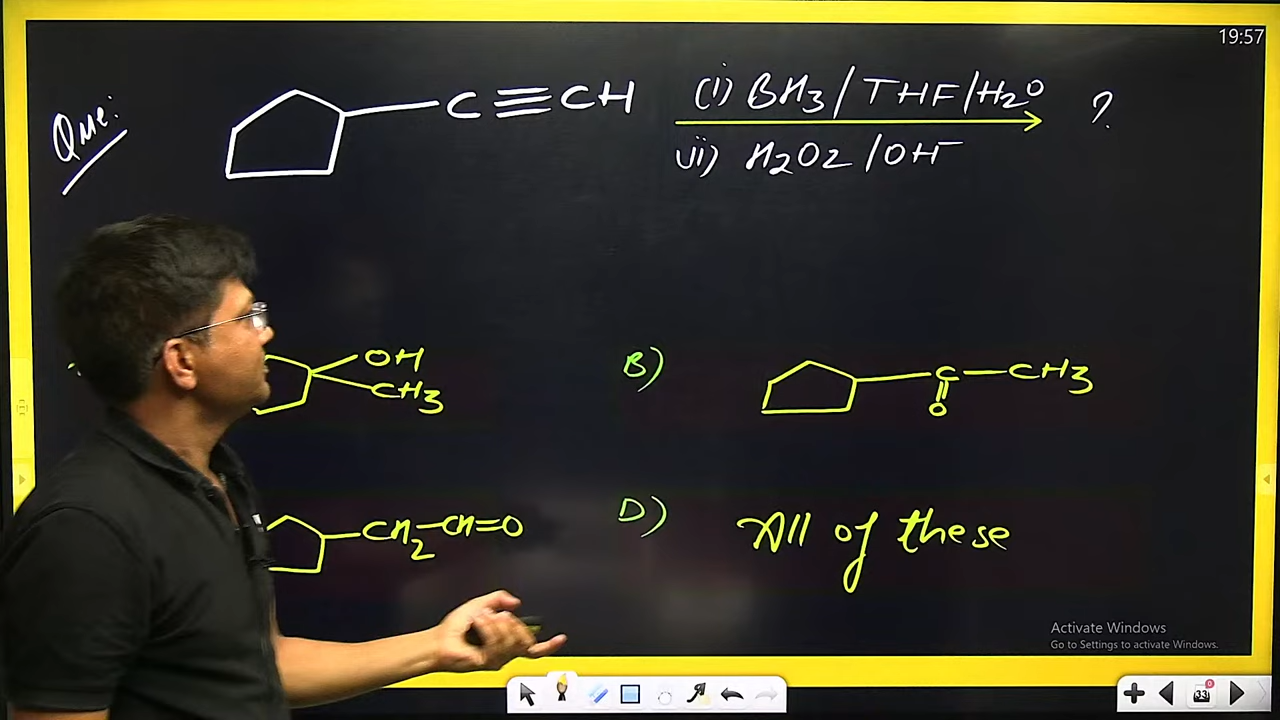 19:57
Que:
C≡CH
(i) BH3/THF/H2O
(ii) H2O2/OH⁻
?
OH
CH3
B)
C—CH3
O
CH2—CH=O
D) All of these
Activate Windows
Go to Settings to activate Windows.
33